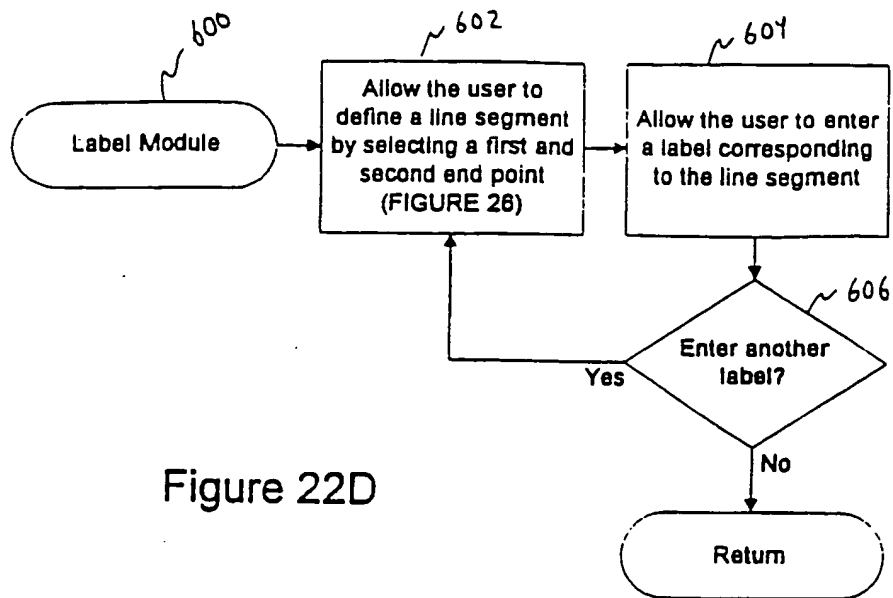 600
602
604
Label Module
Allow the user to
define a line segment
by selecting a first and
second end point
(FIGURE 26)
Allow the user to enter
a label corresponding
to the line segment
606
Enter another
label?
Yes
No
Figure 22D
Return